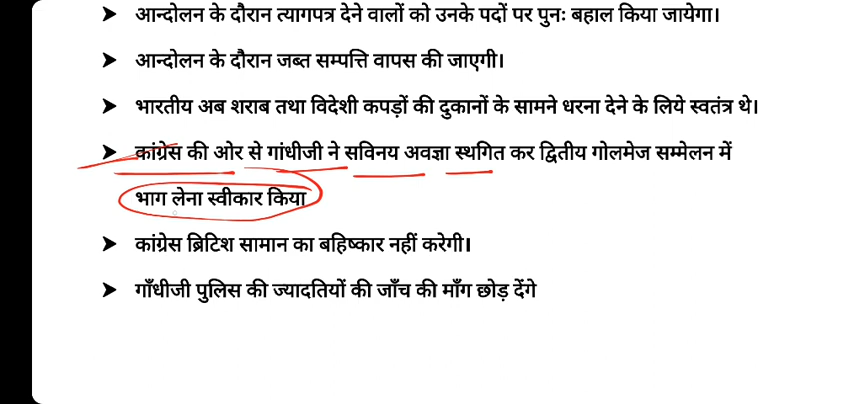 ➤ आन्दोलन के दौरान त्यागपत्र देने वालों को उनके पदों पर पुनः बहाल किया जायेगा।
➤ आन्दोलन के दौरान जब्त सम्पत्ति वापस की जाएगी।
➤ भारतीय अब शराब तथा विदेशी कपड़ों की दुकानों के सामने धरना देने के लिये स्वतंत्र थे।
➤ कांग्रेस की ओर से गांधीजी ने सविनय अवज्ञा स्थगित कर द्वितीय गोलमेज सम्मेलन में
भाग लेना स्वीकार किया
➤ कांग्रेस ब्रिटिश सामान का बहिष्कार नहीं करेगी।
➤ गाँधीजी पुलिस की ज्यादतियों की जाँच की माँग छोड़ देंगे